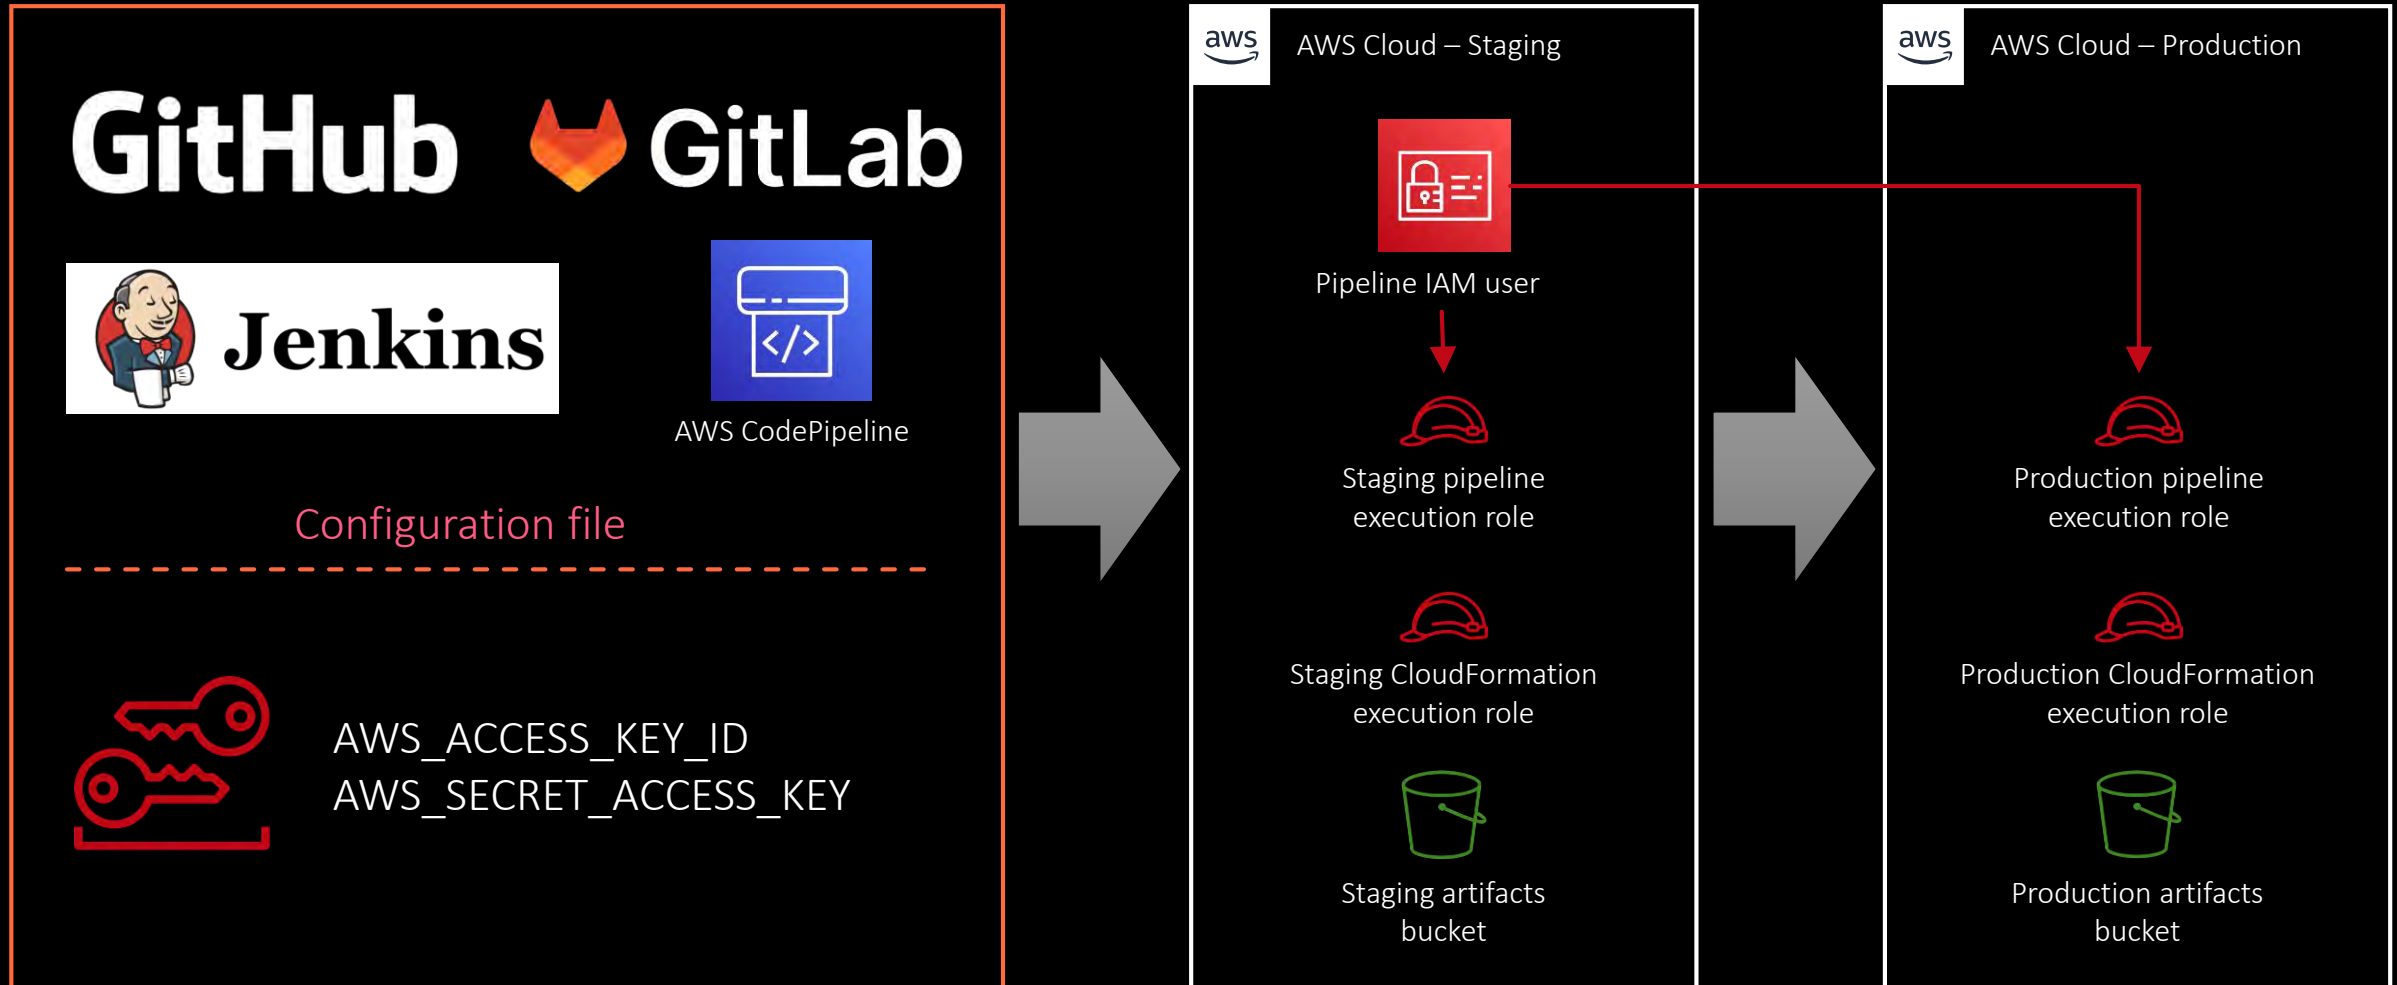 GitHub
GitLab
Jenkins
</>
AWS CodePipeline
Configuration file
AWS_ACCESS_KEY_ID
AWS_SECRET_ACCESS_KEY
aws
AWS Cloud – Staging
Pipeline IAM user
Staging pipeline
execution role
Staging CloudFormation
execution role
Staging artifacts
bucket
aws
AWS Cloud – Production
Production pipeline
execution role
Production CloudFormation
execution role
Production artifacts
bucket